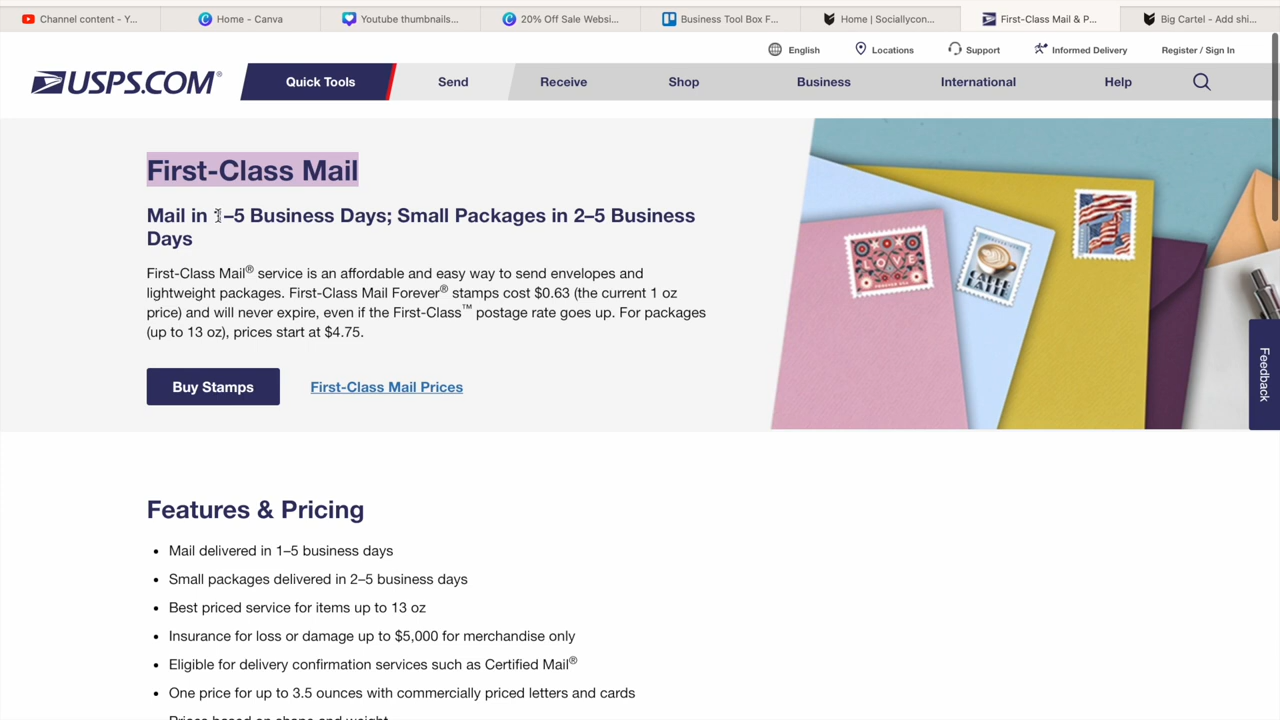 Channel content - Y...
Home - Canva
Youtube thumbnails...
20% Off Sale Websi...
Business Tool Box F...
Home | Sociallycon...
First-Class Mail & P...
Big Cartel - Add shi...
English
Locations
Support
Informed Delivery
Register / Sign In
USPS.COM®
Quick Tools
Send
Receive
Shop
Business
International
Help
First-Class Mail
Mail in 1–5 Business Days; Small Packages in 2–5 Business
Days
First-Class Mail® service is an affordable and easy way to send envelopes and
lightweight packages. First-Class Mail Forever® stamps cost $0.63 (the current 1 oz
price) and will never expire, even if the First-Class™ postage rate goes up. For packages
(up to 13 oz), prices start at $4.75.
Buy Stamps
First-Class Mail Prices
LOVE
Feedback
Features & Pricing
• Mail delivered in 1–5 business days
• Small packages delivered in 2–5 business days
• Best priced service for items up to 13 oz
• Insurance for loss or damage up to $5,000 for merchandise only
• Eligible for delivery confirmation services such as Certified Mail®
• One price for up to 3.5 ounces with commercially priced letters and cards
Prices based on shape and weight